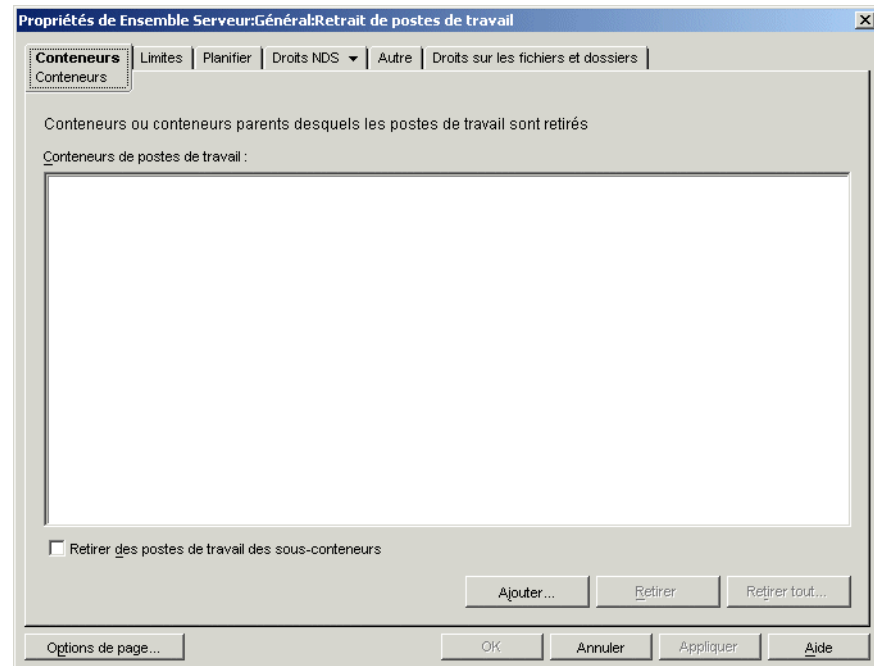 Propriétés de Ensemble Serveur:Général:Retrait de postes de travail
Conteneurs Limites Planifier Droits NDS Autre Droits sur les fichiers et dossiers
Conteneurs
Conteneurs ou conteneurs parents desquels les postes de travail sont retirés
Conteneurs de postes de travail :
Retirer des postes de travail des sous-conteneurs
Ajouter... Retirer Retirer tout...
Options de page... OK Annuler Appliquer Aide